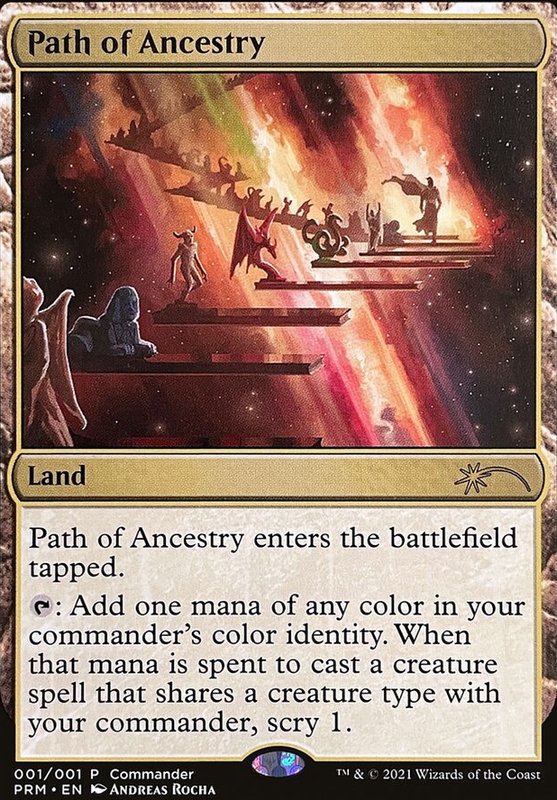 Path of Ancestry
Land
Path of Ancestry enters the battlefield
tapped.
: Add one mana of any color in your
commander's color identity. When
that mana is spent to cast a creature
spell that shares a creature type with
your commander, scry 1.
001/001 P Commander
PRM • EN Andreas Rocha
™ & © 2021 Wizards of the Coast